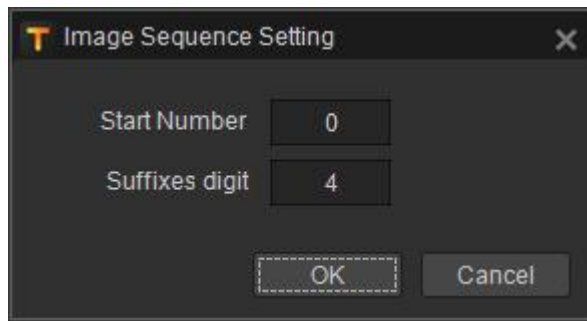 Image Sequence Setting
Start Number 0
Suffixes digit 4
OK Cancel